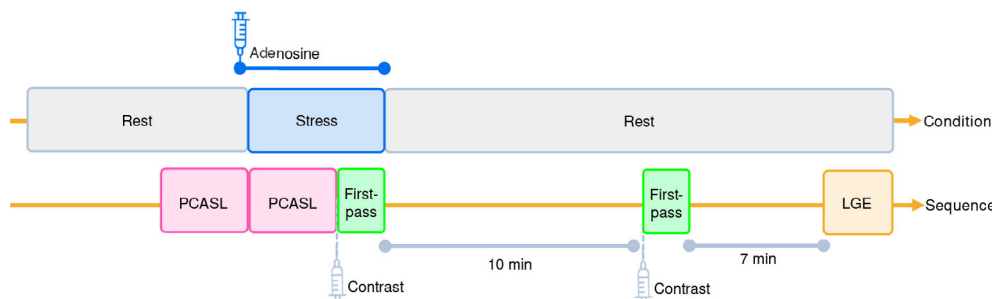 Adenosine
Rest
Stress
Rest
Condition
PCASL
PCASL
First-
pass
First-
pass
LGE
Sequence
10 min
7 min
Contrast
Contrast